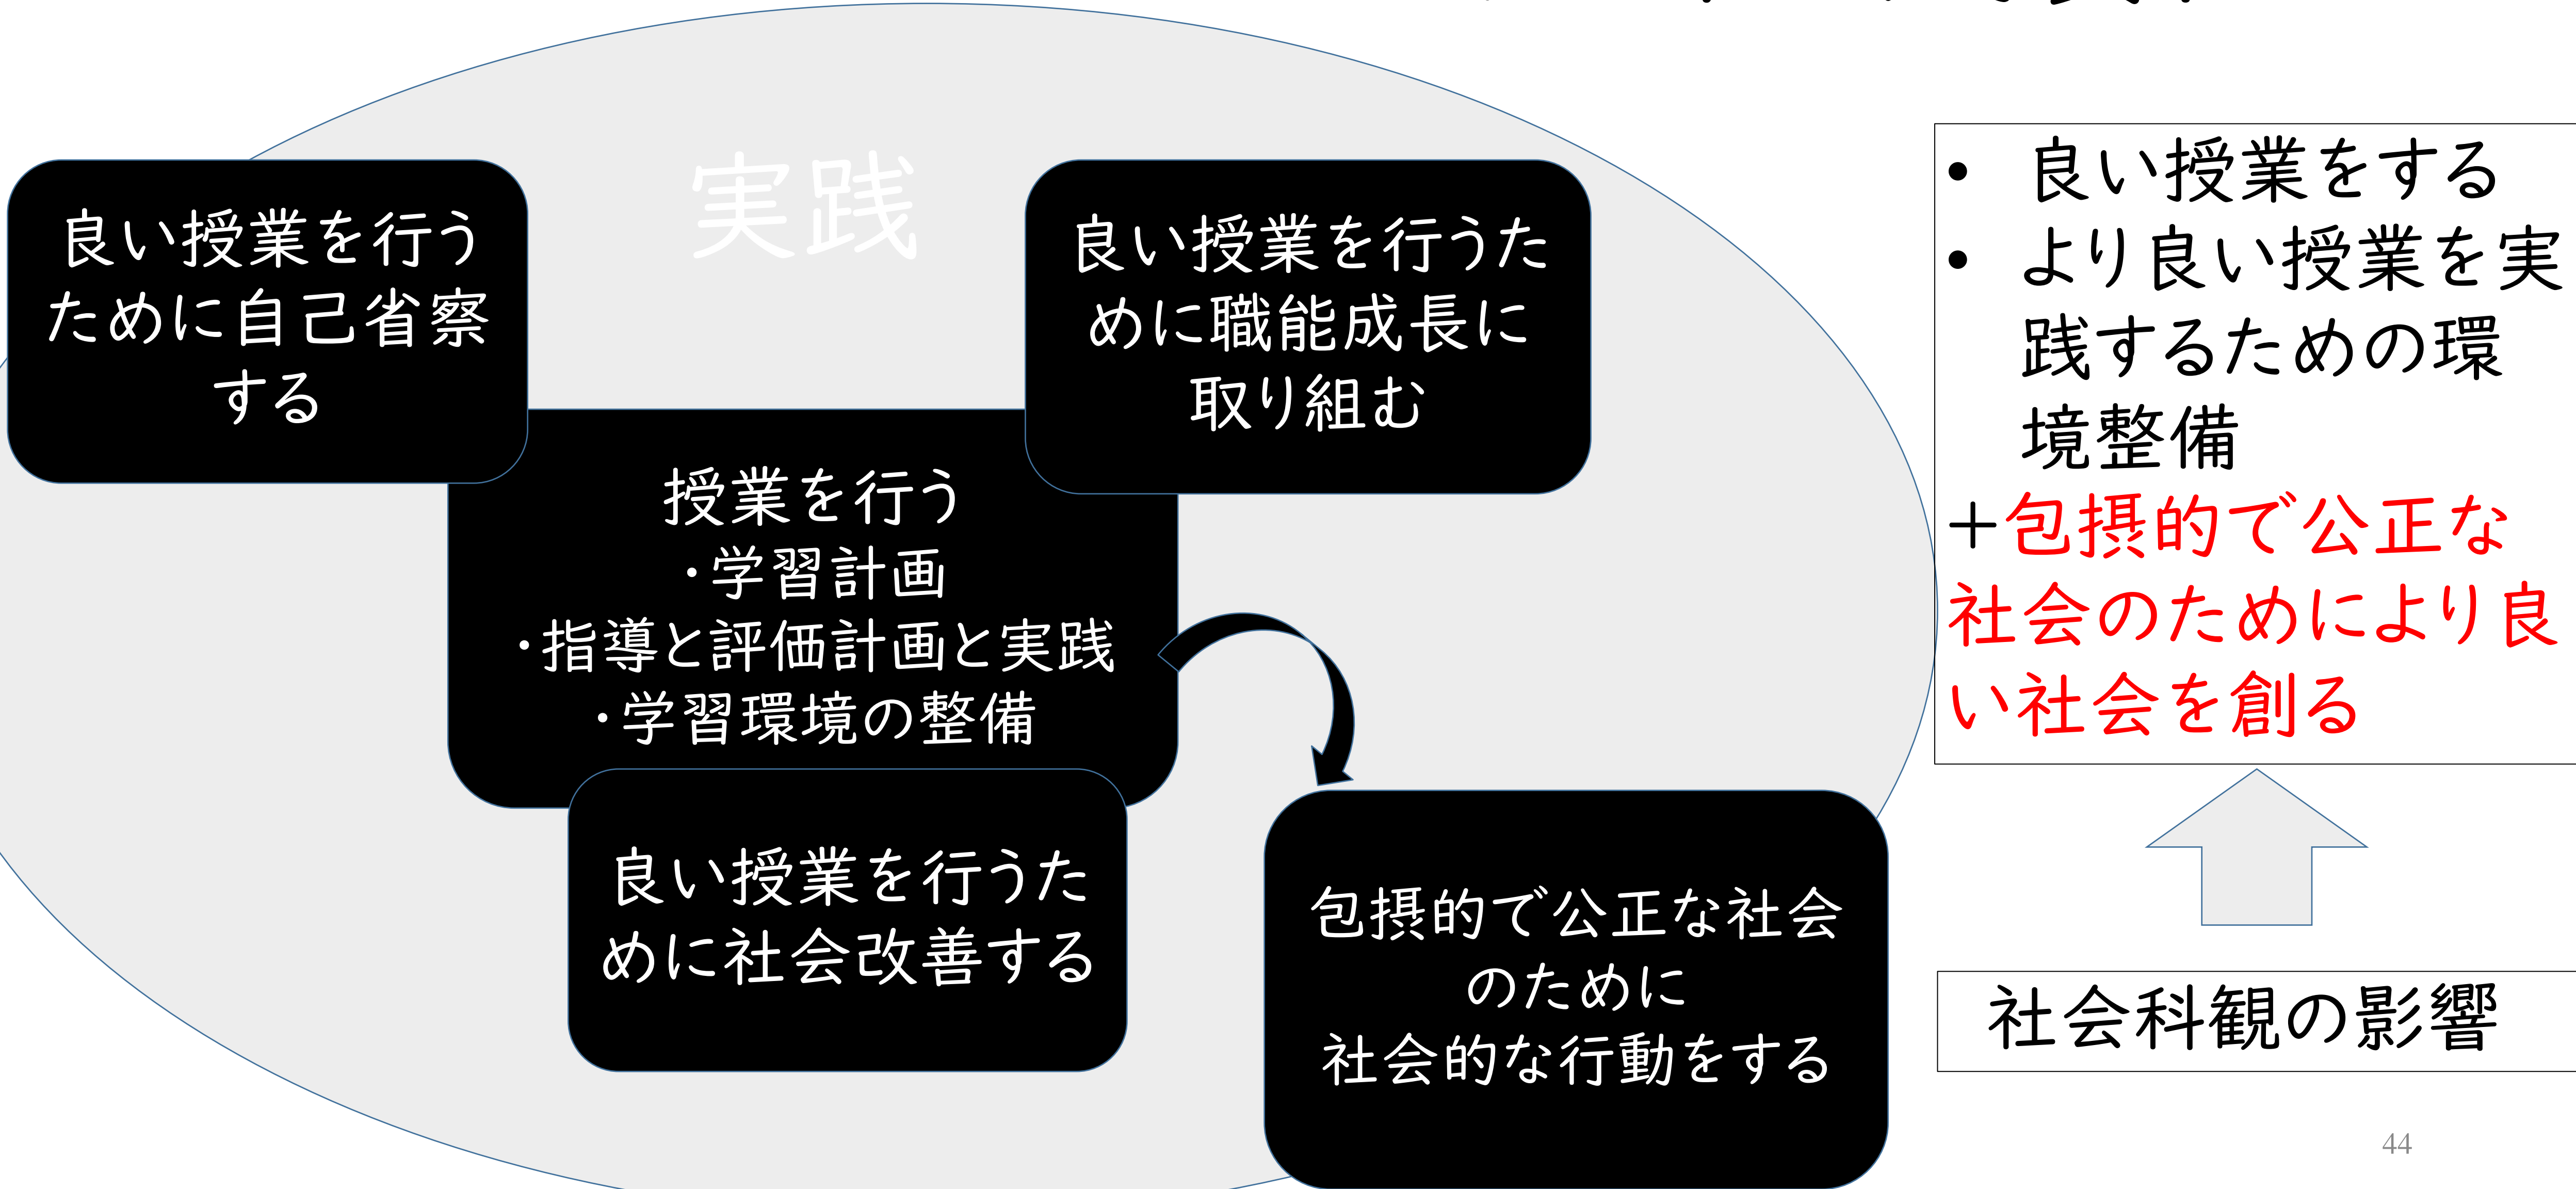 実践
良い授業を行う
ために自己省察
する
良い授業を行うた
めに職能成長に
取り組む
授業を行う
・学習計画
・指導と評価計画と実践
・学習環境の整備
良い授業を行うた
めに社会改善する
包摂的で公正な社会
のために
社会的な行動をする
• 良い授業をする
• より良い授業を実
践するための環
境整備
+包摂的で公正な
社会のためにより良
い社会を創る
社会科観の影響
44